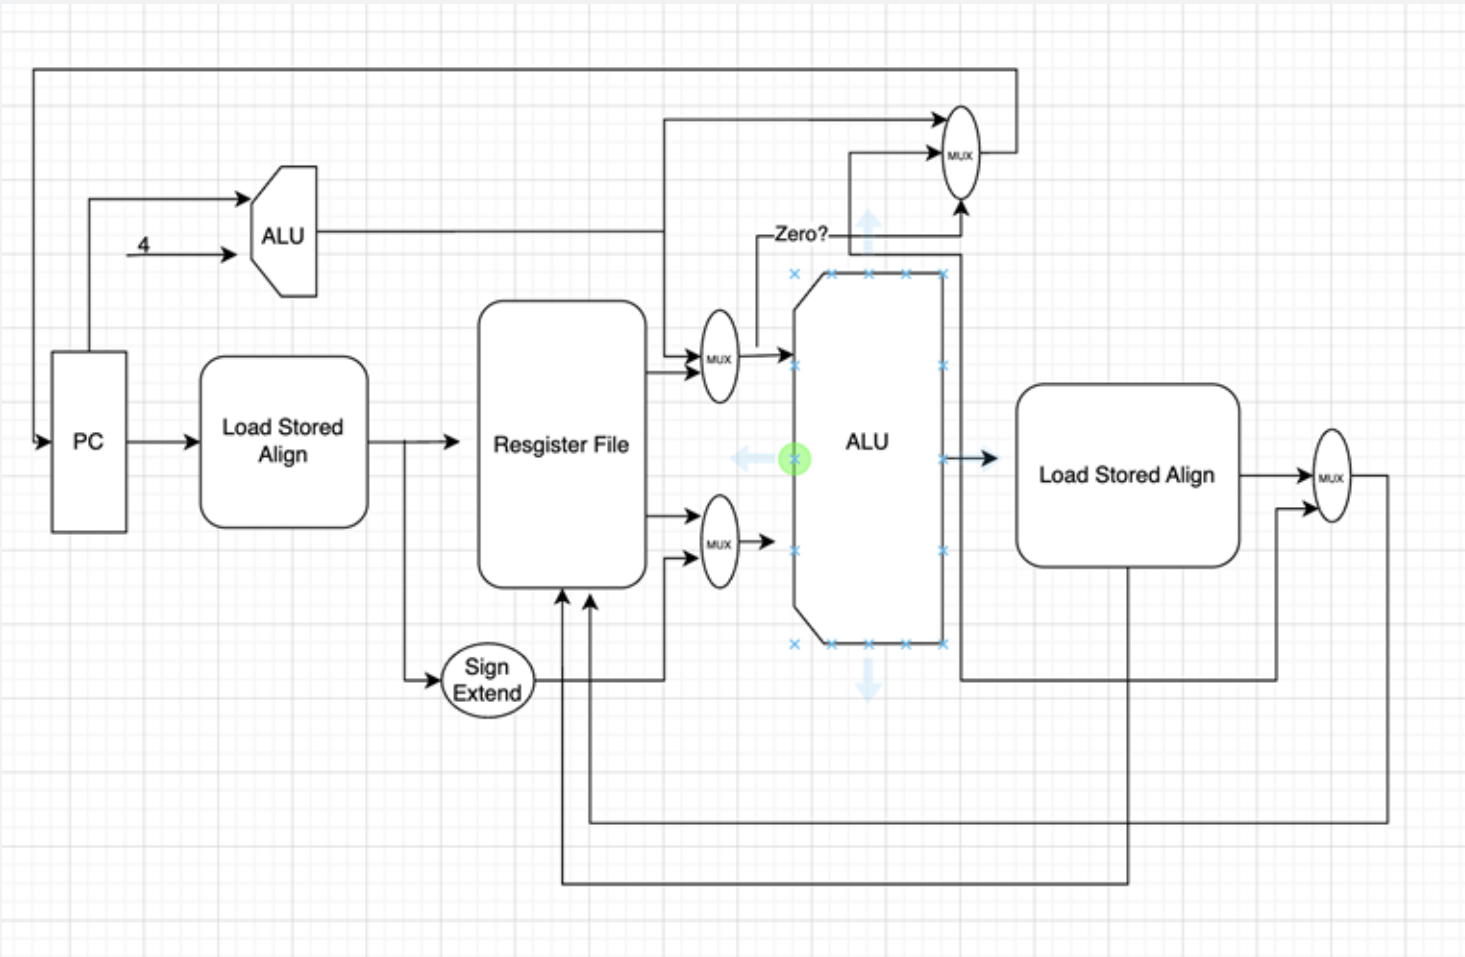 MUX
ALU
Zero?
4
MUX
PC
Load Stored
Align
Resgister File
ALU
Load Stored Align
MUX
MUX
Sign
Extend